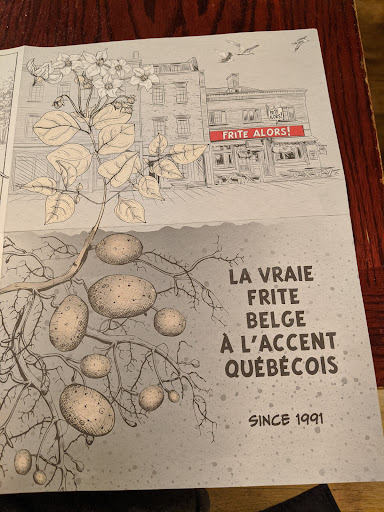 FRITE ALORS!
LA VRAIE
FRITE
BELGE
À L'ACCENT
QUÉBÉCOIS
SINCE 1991